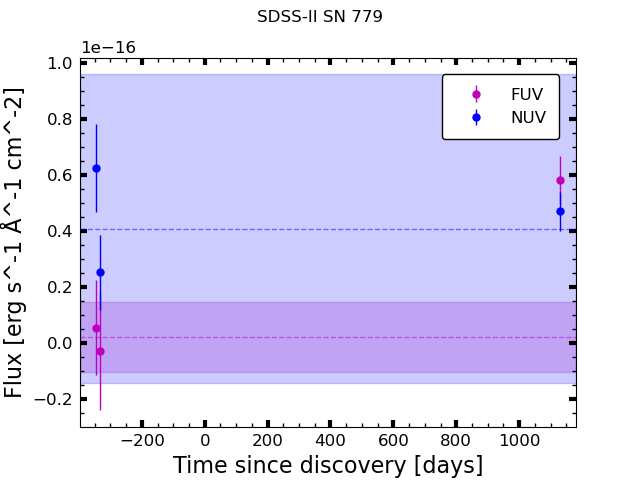 SDSS-II SN 779
1e−16
1.0
0.8
0.6
0.4
0.2
0.0
−0.2
Flux [erg s^-1 Å^-1 cm^-2]
FUV
NUV
−200 0 200 400 600 800 1000
Time since discovery [days]